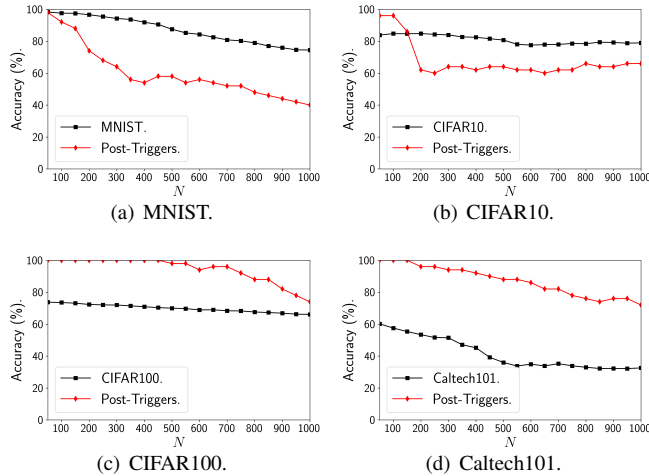 100
80
60
40
20
0
Accuracy (%).
MNIST.
Post-Triggers.
100 200 300 400 500 600 700 800 900 1000
N
(a) MNIST.
100
80
60
40
20
0
Accuracy (%).
CIFAR10.
Post-Triggers.
100 200 300 400 500 600 700 800 900 1000
N
(b) CIFAR10.
100
80
60
40
20
0
Accuracy (%).
CIFAR100.
Post-Triggers.
100 200 300 400 500 600 700 800 900 1000
N
(c) CIFAR100.
100
80
60
40
20
0
Accuracy (%).
Caltech101.
Post-Triggers.
100 200 300 400 500 600 700 800 900 1000
N
(d) Caltech101.